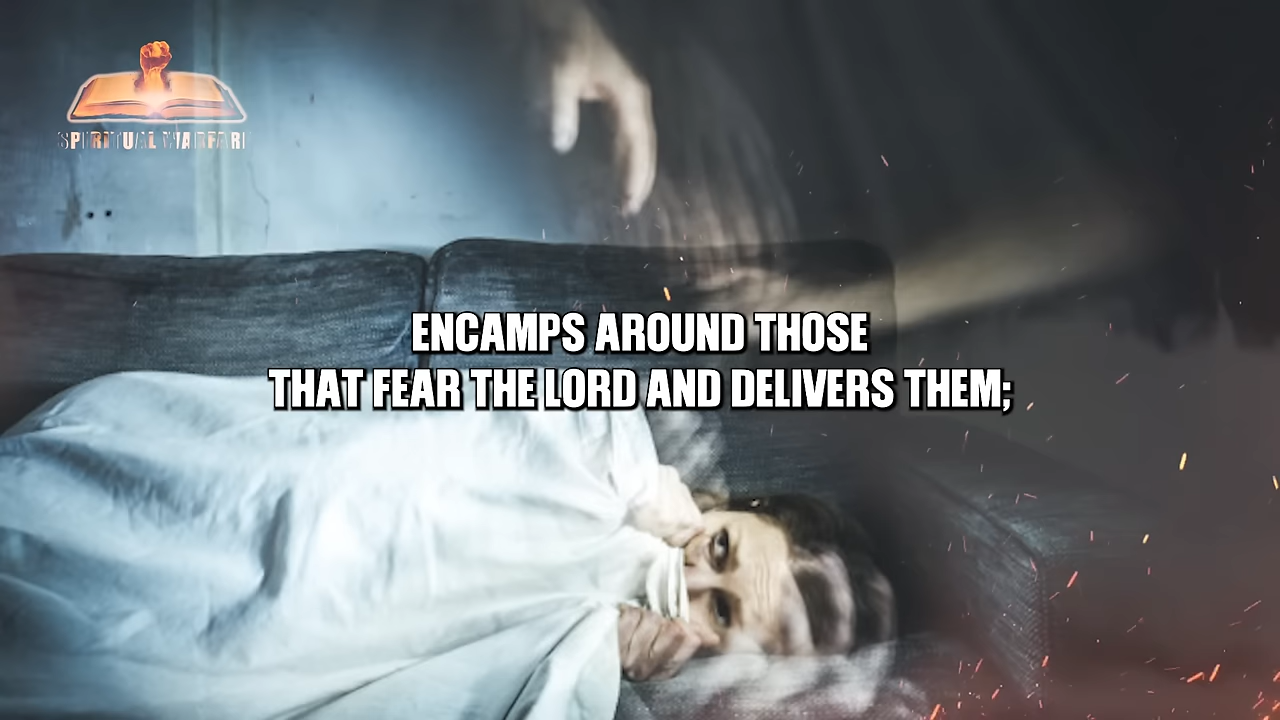 SPIRITUAL WARFARE
ENCAMPS AROUND THOSE
THAT FEAR THE LORD AND DELIVERS THEM;